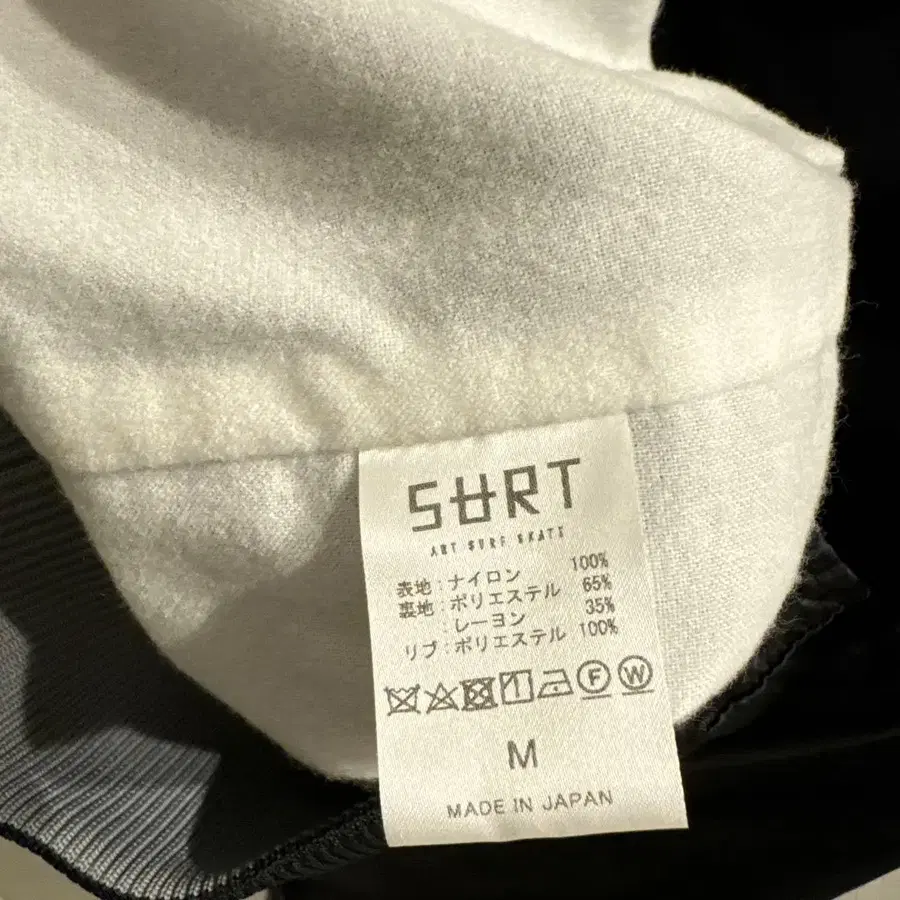 SURT
ART SURF SKATE
表地:ナイロン 100%
裏地:ポリエステル 65%
:レーヨン 35%
リブ:ポリエステル 100%
F W
M
MADE IN JAPAN